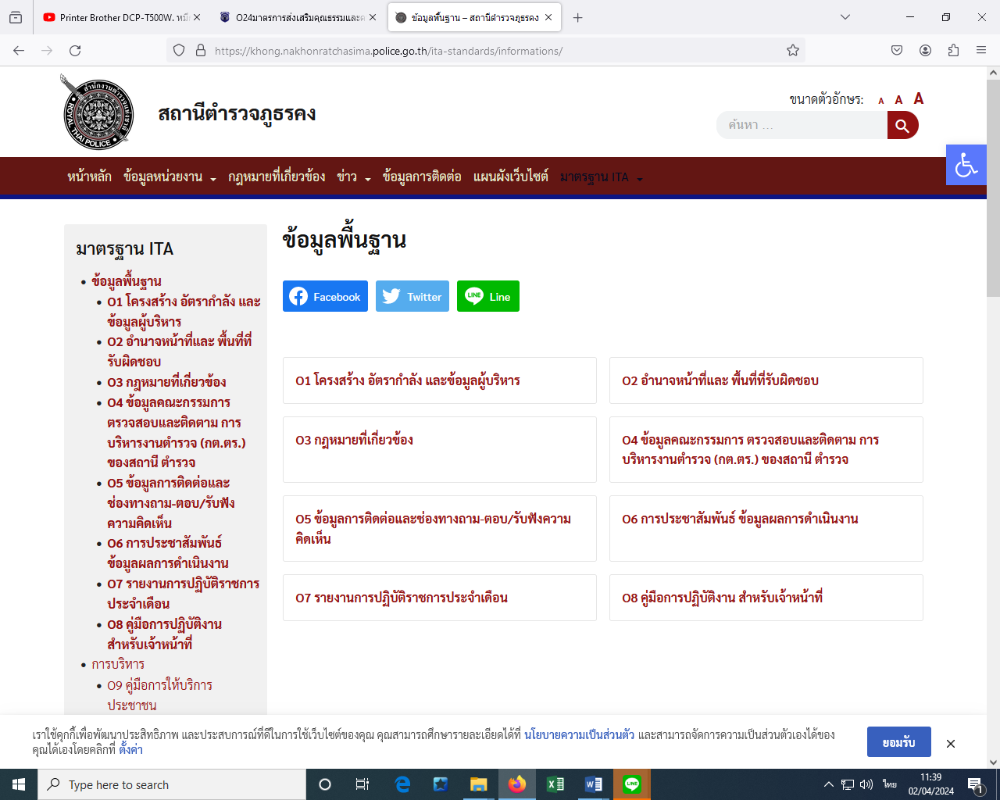 Printer Brother DCP-T500W. หมึก
O24มาตรการส่งเสริมคุณธรรมและค
ข้อมูลพื้นฐาน – สถานีตำรวจภูธรคง
https://khong.nakhonratchasima.police.go.th/ita-standards/informations/
สำนักงานตำรวจแห่งชาติ
ROYAL THAI POLICE
สถานีตำรวจภูธรคง
ขนาดตัวอักษร: A A A
ค้นหา …
หน้าหลัก ข้อมูลหน่วยงาน กฎหมายที่เกี่ยวข้อง ข่าว ข้อมูลการติดต่อ แผนผังเว็บไซต์ มาตรฐาน ITA
มาตรฐาน ITA
ข้อมูลพื้นฐาน
O1 โครงสร้าง อัตรากำลัง และ
ข้อมูลผู้บริหาร
O2 อำนาจหน้าที่และ พื้นที่ที่
รับผิดชอบ
O3 กฎหมายที่เกี่ยวข้อง
O4 ข้อมูลคณะกรรมการ
ตรวจสอบและติดตาม การ
บริหารงานตำรวจ (กต.ตร.)
ของสถานี ตำรวจ
O5 ข้อมูลการติดต่อและ
ช่องทางถาม-ตอบ/รับฟัง
ความคิดเห็น
O6 การประชาสัมพันธ์
ข้อมูลผลการดำเนินงาน
O7 รายงานการปฏิบัติราชการ
ประจำเดือน
O8 คู่มือการปฏิบัติงาน
สำหรับเจ้าหน้าที่
การบริหาร
O9 คู่มือการให้บริการ
ประชาชน
ข้อมูลพื้นฐาน
Facebook Twitter LINE Line
O1 โครงสร้าง อัตรากำลัง และข้อมูลผู้บริหาร
O2 อำนาจหน้าที่และ พื้นที่ที่รับผิดชอบ
O3 กฎหมายที่เกี่ยวข้อง
O4 ข้อมูลคณะกรรมการ ตรวจสอบและติดตาม การ
บริหารงานตำรวจ (กต.ตร.) ของสถานี ตำรวจ
O5 ข้อมูลการติดต่อและช่องทางถาม-ตอบ/รับฟังความ
คิดเห็น
O6 การประชาสัมพันธ์ ข้อมูลผลการดำเนินงาน
O7 รายงานการปฏิบัติราชการประจำเดือน
O8 คู่มือการปฏิบัติงาน สำหรับเจ้าหน้าที่
เราใช้คุกกี้เพื่อพัฒนาประสิทธิภาพ และประสบการณ์ที่ดีในการใช้เว็บไซต์ของคุณ คุณสามารถศึกษารายละเอียดได้ที่ นโยบายความเป็นส่วนตัว และสามารถจัดการความเป็นส่วนตัวเองได้ของ
คุณได้เองโดยคลิกที่ ตั้งค่า
ยอมรับ
Type here to search
LINE
ไทย
11:39
02/04/2024
1